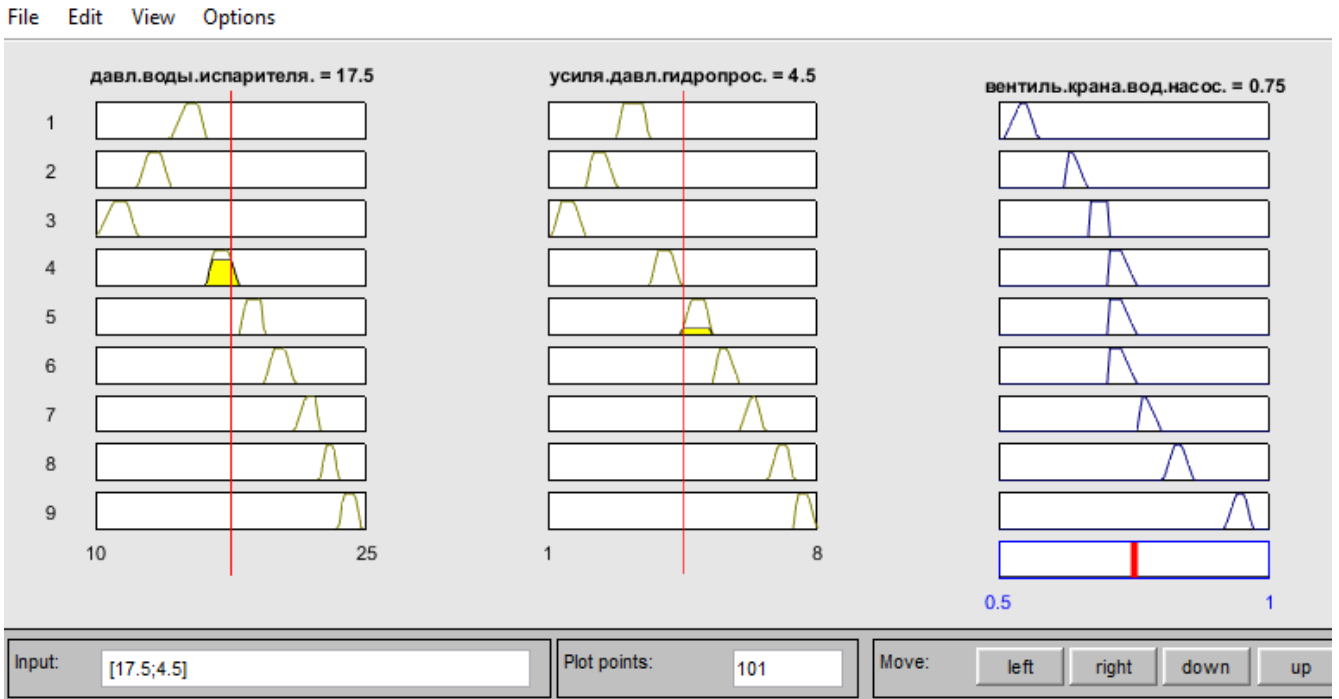 File Edit View Options
давл.воды.испарителя. = 17.5
усиля.давл.гидропрос. = 4.5
вентиль.крана.вод.насос. = 0.75
1
2
3
4
5
6
7
8
9
10 25
1 8
0.5 1
Input: [17.5;4.5]
Plot points: 101
Move: left right down up